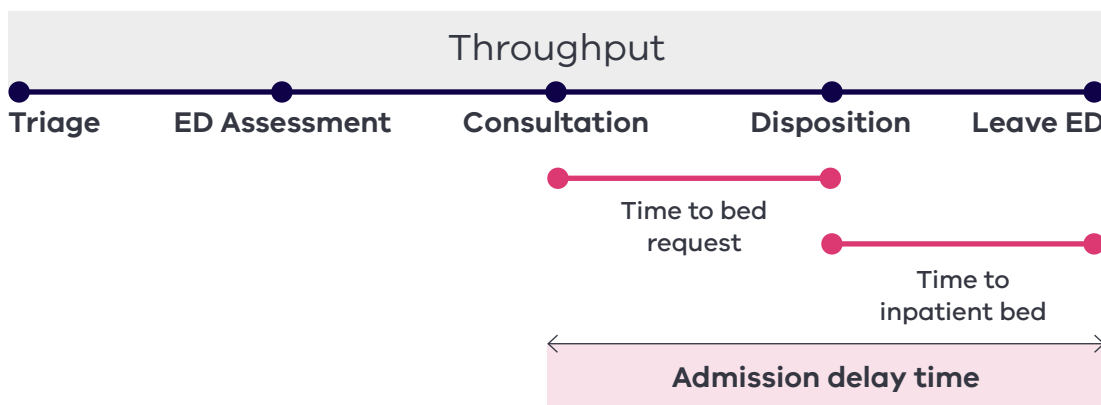 Throughput
Triage ED Assessment Consultation Disposition Leave ED
Time to bed
request
Time to
inpatient bed
Admission delay time